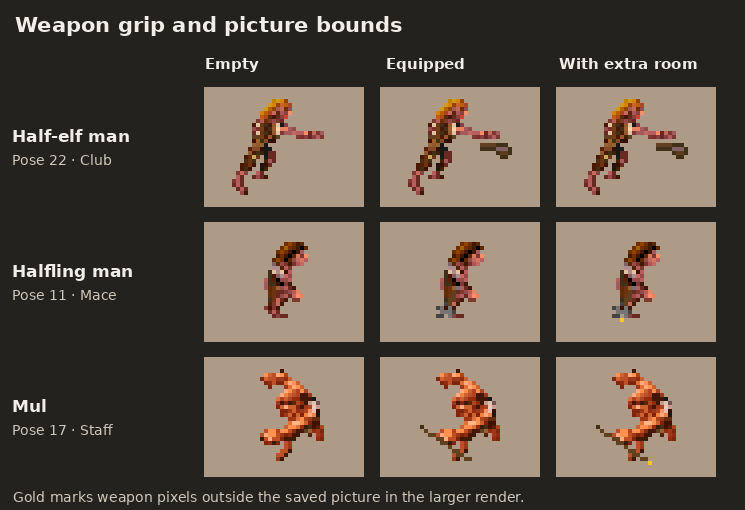 Weapon grip and picture bounds
Empty
Equipped
With extra room
Half-elf man
Pose 22 · Club
Halfling man
Pose 11 · Mace
Mul
Pose 17 · Staff
Gold marks weapon pixels outside the saved picture in the larger render.